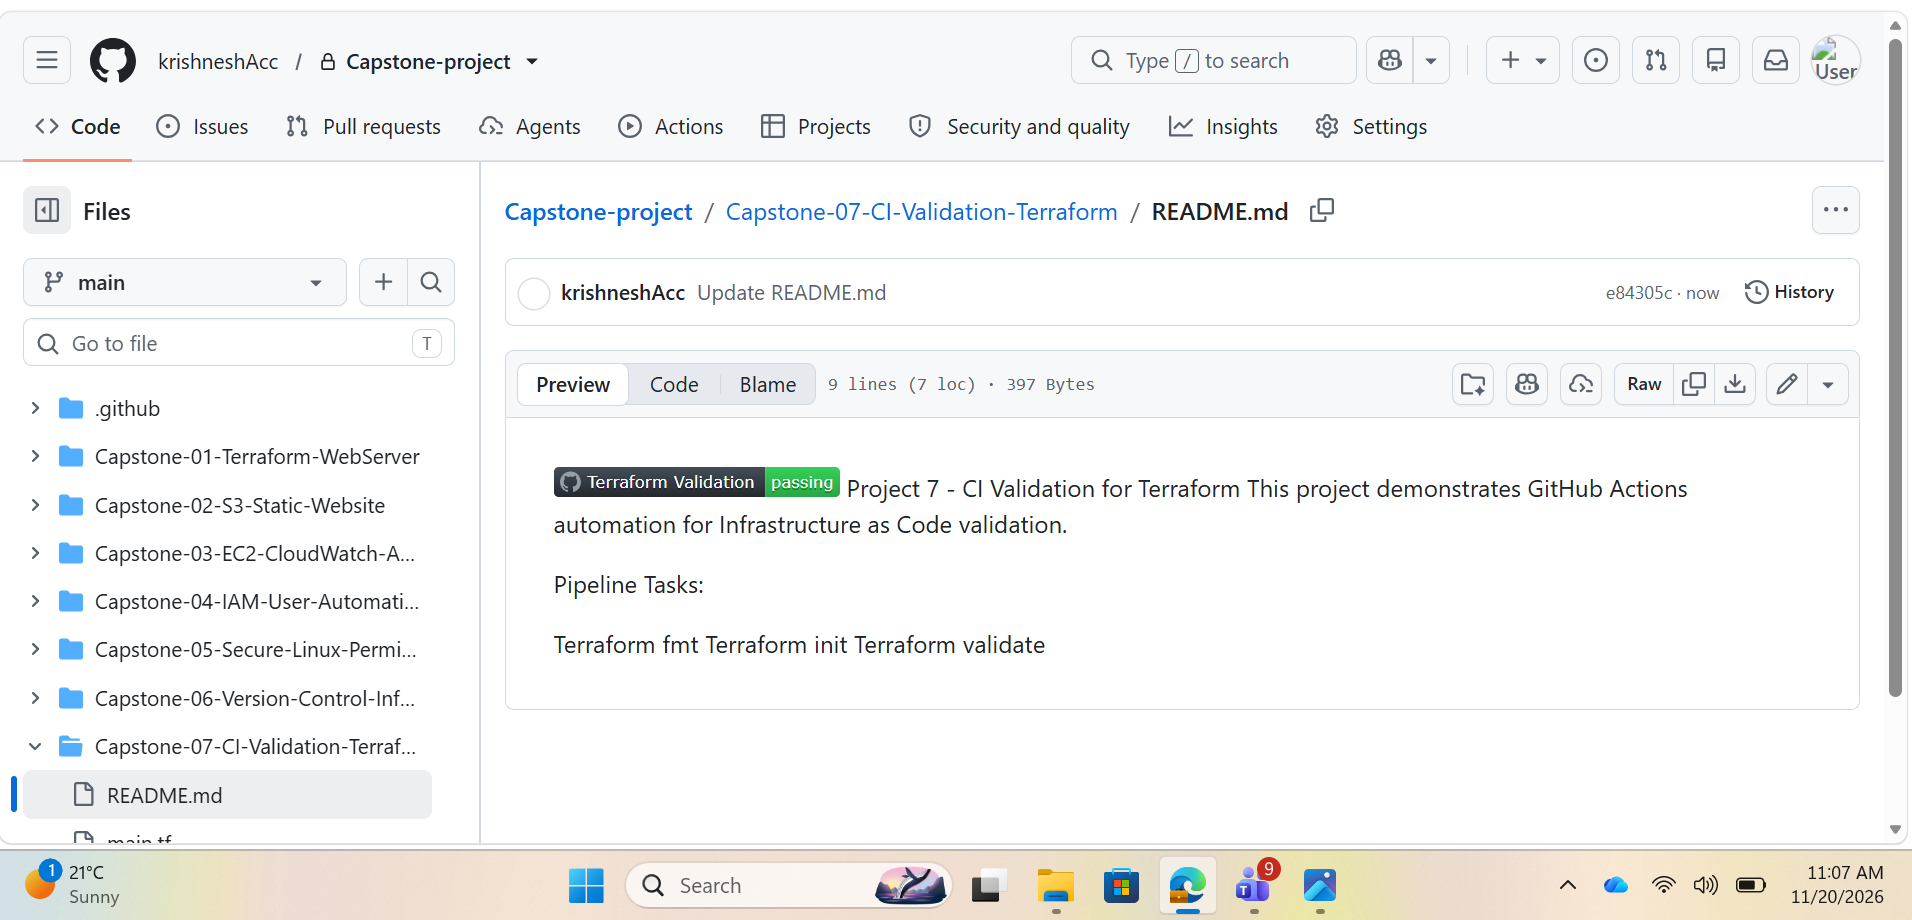 krishneshAcc / Capstone-project
Type / to search
User
Code
Issues
Pull requests
Agents
Actions
Projects
Security and quality
Insights
Settings
Files
main
Go to file
T
.github
Capstone-01-Terraform-WebServer
Capstone-02-S3-Static-Website
Capstone-03-EC2-CloudWatch-A...
Capstone-04-IAM-User-Automati...
Capstone-05-Secure-Linux-Permi...
Capstone-06-Version-Control-Inf...
Capstone-07-CI-Validation-Terraf...
README.md
main.tf
Capstone-project / Capstone-07-CI-Validation-Terraform / README.md
krishneshAcc Update README.md
e84305c · now
History
Preview
Code
Blame
9 lines (7 loc) · 397 Bytes
Raw
Terraform Validation passing Project 7 - CI Validation for Terraform This project demonstrates GitHub Actions
automation for Infrastructure as Code validation.
Pipeline Tasks:
Terraform fmt Terraform init Terraform validate
1
21°C
Sunny
Search
T
9
11:07 AM
11/20/2026